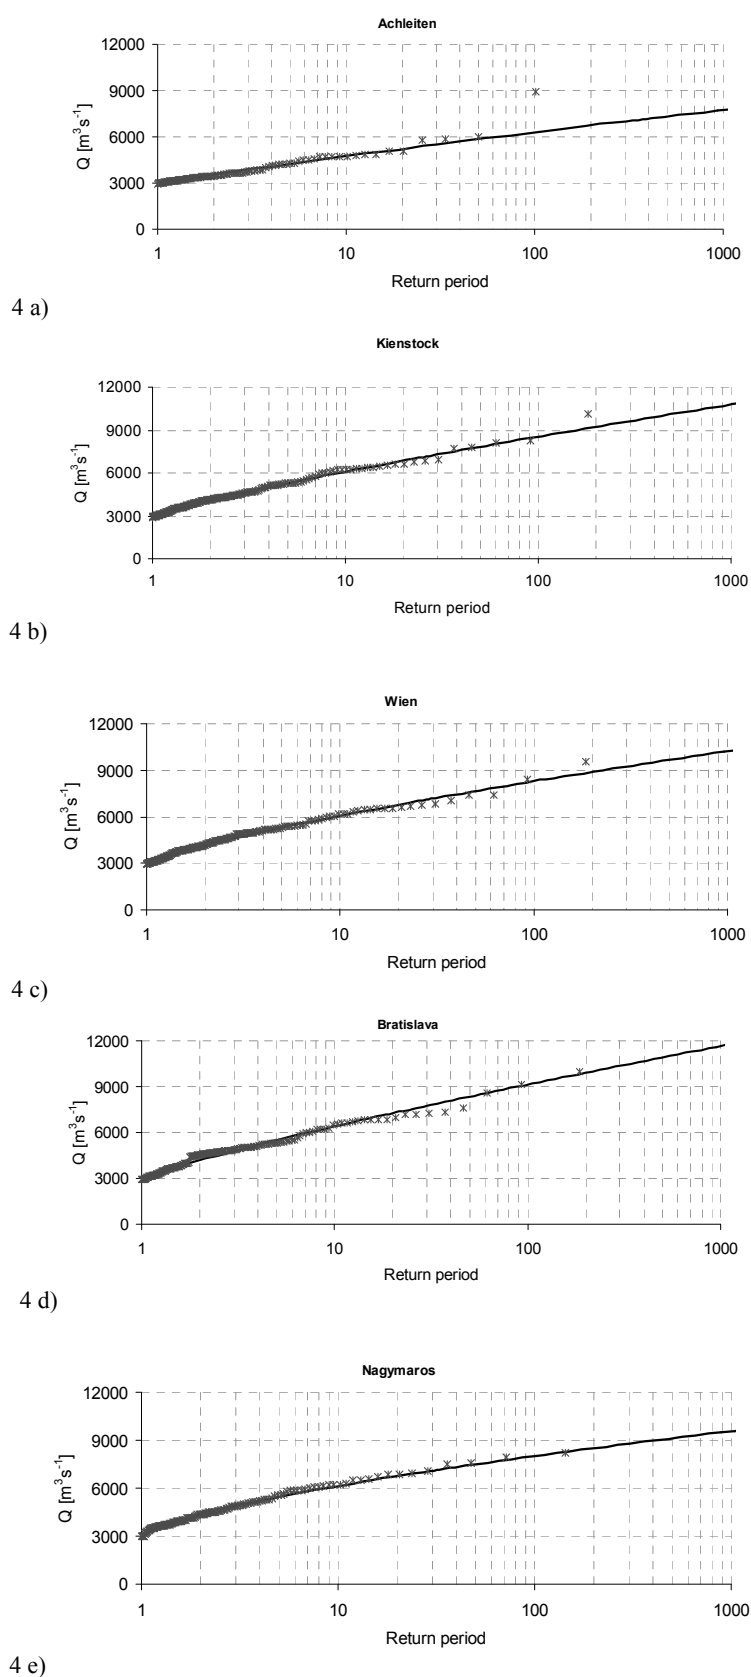 Achleiten
12000
9000
6000
3000
0
Q [m³s⁻¹]
1 10 100 1000
Return period
4 a)
Kienstock
12000
9000
6000
3000
0
Q [m³s⁻¹]
1 10 100 1000
Return period
4 b)
Wien
12000
9000
6000
3000
0
Q [m³s⁻¹]
1 10 100 1000
Return period
4 c)
Bratislava
12000
9000
6000
3000
0
Q [m³s⁻¹]
1 10 100 1000
Return period
4 d)
Nagymaros
12000
9000
6000
3000
0
Q [m³s⁻¹]
1 10 100 1000
Return period
4 e)